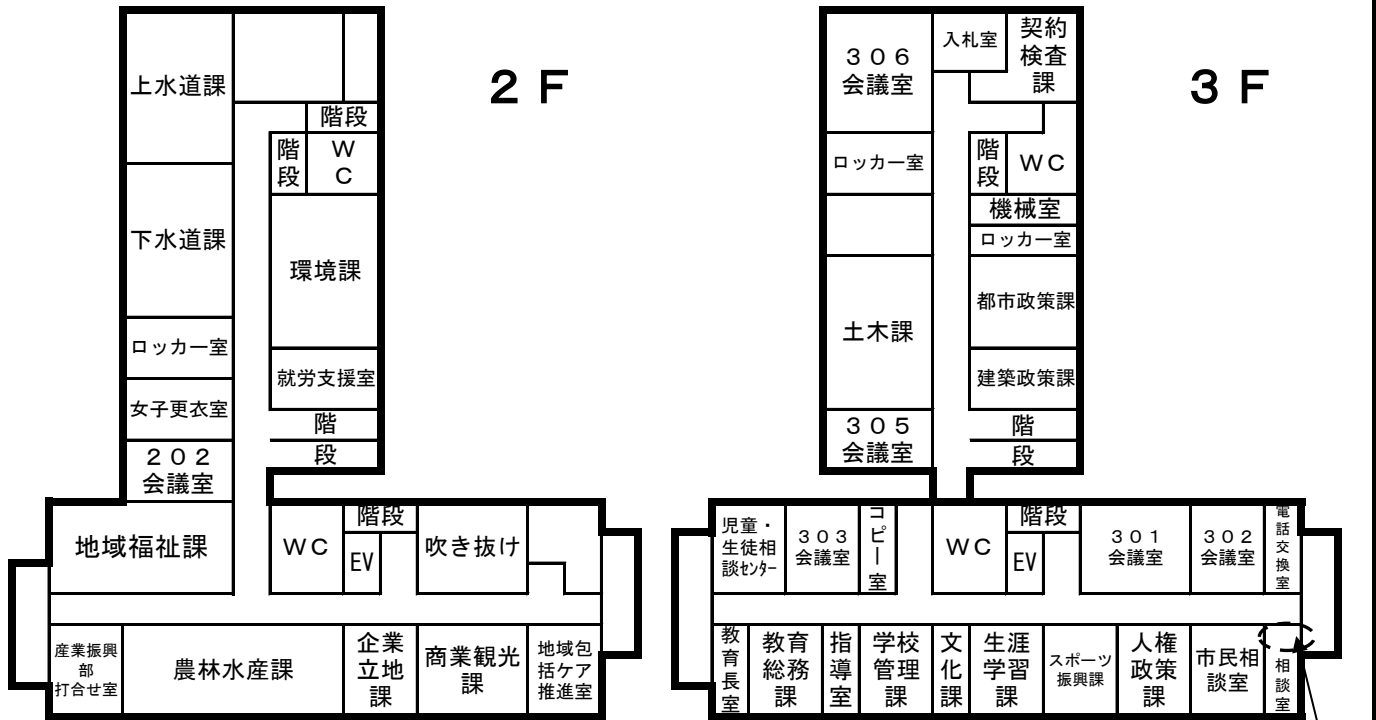 ２Ｆ
上水道課
階段
階
段
Ｗ
Ｃ
下水道課
環境課
ロッカー室
就労支援室
女子更衣室
階
段
２０２
会議室
地域福祉課
ＷＣ
階段
EV
吹き抜け
産業振興
部
打合せ室
農林水産課
企業
立地
課
商業観光
課
地域包
括ケア
推進室
３Ｆ
３０６
会議室
入札室
契約
検査
課
ロッカー室
階
段
ＷＣ
機械室
ロッカー室
都市政策課
土木課
建築政策課
３０５
会議室
階
段
児童・
生徒相
談ｾﾝﾀｰ
３０３
会議室
コ
ピ
ー
室
ＷＣ
階段
EV
３０１
会議室
３０２
会議室
電
話
交
換
室
教
育
長
室
教育
総務
課
指
導
室
学校
管理
課
文
化
課
生涯
学習
課
スポーツ
振興課
人権
政策
課
市民相
談室
相
談
室